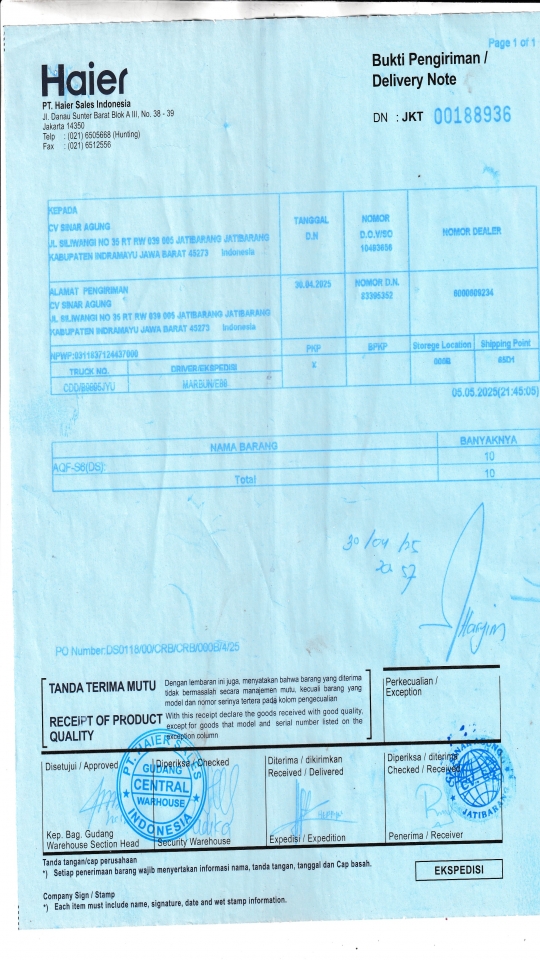 Page 1 of 1
Haier
PT. Haier Sales Indonesia
Jl. Danau Sunter Barat Blok A III, No. 38 - 39
Jakarta 14350
Telp : (021) 6505668 (Hunting)
Fax : (021) 6512556
Bukti Pengiriman /
Delivery Note
DN : JKT 00188936
KEPADA
CV SINAR AGUNG
JL SILIWANGI NO 35 RT RW 039 005 JATIBARANG JATIBARANG
KABUPATEN INDRAMAYU JAWA BARAT 45273 Indonesia
TANGGAL
D.N
NOMOR
D.O.Y/SO
10483658
NOMOR DEALER
ALAMAT PENGIRIMAN
CV SINAR AGUNG
JL SILIWANGI NO 35 RT RW 039 005 JATIBARANG JATIBARANG
KABUPATEN INDRAMAYU JAWA BARAT 45273 Indonesia
30.04.2025
NOMOR D.N.
83395352
6000609234
NPWP:0311837124437000
PKP
BPKP
Storege Location
Shipping Point
TRUCK NO.
DRIVER/EKSPEDISI
X
000B
65D1
CDD/B9895JYU
MARBUN/EBB
05.05.2025(21:45:05)
NAMA BARANG
BANYAKNYA
AQF-S6(DS):
10
Total
10
30/04/25
20.57
PO Number:DS0118/00/CRB/CRB/000B/4/25
TANDA TERIMA MUTU
Dengan lembaran ini juga, menyatakan bahwa barang yang diterima
tidak bermasalah secara manajemen mutu, kecuali barang yang
model dan nomor serinya tertera pada kolom pengecualian
RECEIPT OF PRODUCT
QUALITY
With this receipt declare the goods received with good quality,
except for goods that model and serial number listed on the
exception column
Perkecualian /
Exception
Disetujui / Approved
Diperiksa / Checked
Diterima / dikirimkan
Received / Delivered
Diperiksa / diterima
Checked / Received
PT. HAIER SALES
GUDANG
CENTRAL
WAREHOUSE
INDONESIA
JATIBARANG
Kep. Bag. Gudang
Warehouse Section Head
Security Warehouse
Expedisi / Expedition
Penerima / Receiver
Tanda tangan/cap perusahaan
*) Setiap penerimaan barang wajib menyertakan informasi nama, tanda tangan, tanggal dan Cap basah.
EKSPEDISI
Company Sign / Stamp
*) Each item must include name, signature, date and wet stamp information.